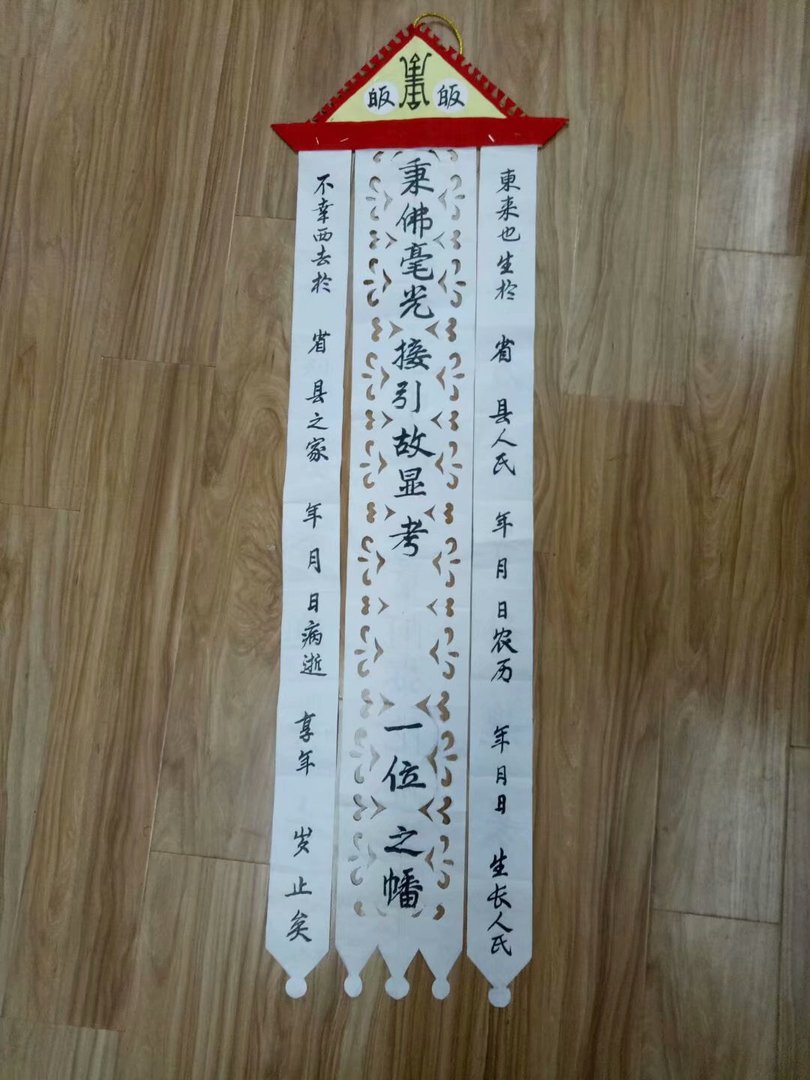 皈 皈
東来也生於 省 县人民 年月日农历 年月日 生长人氏
秉佛毫光接引故显考 一位之幡
不幸西去於 省 县之家 年月日病逝 享年 岁止矣